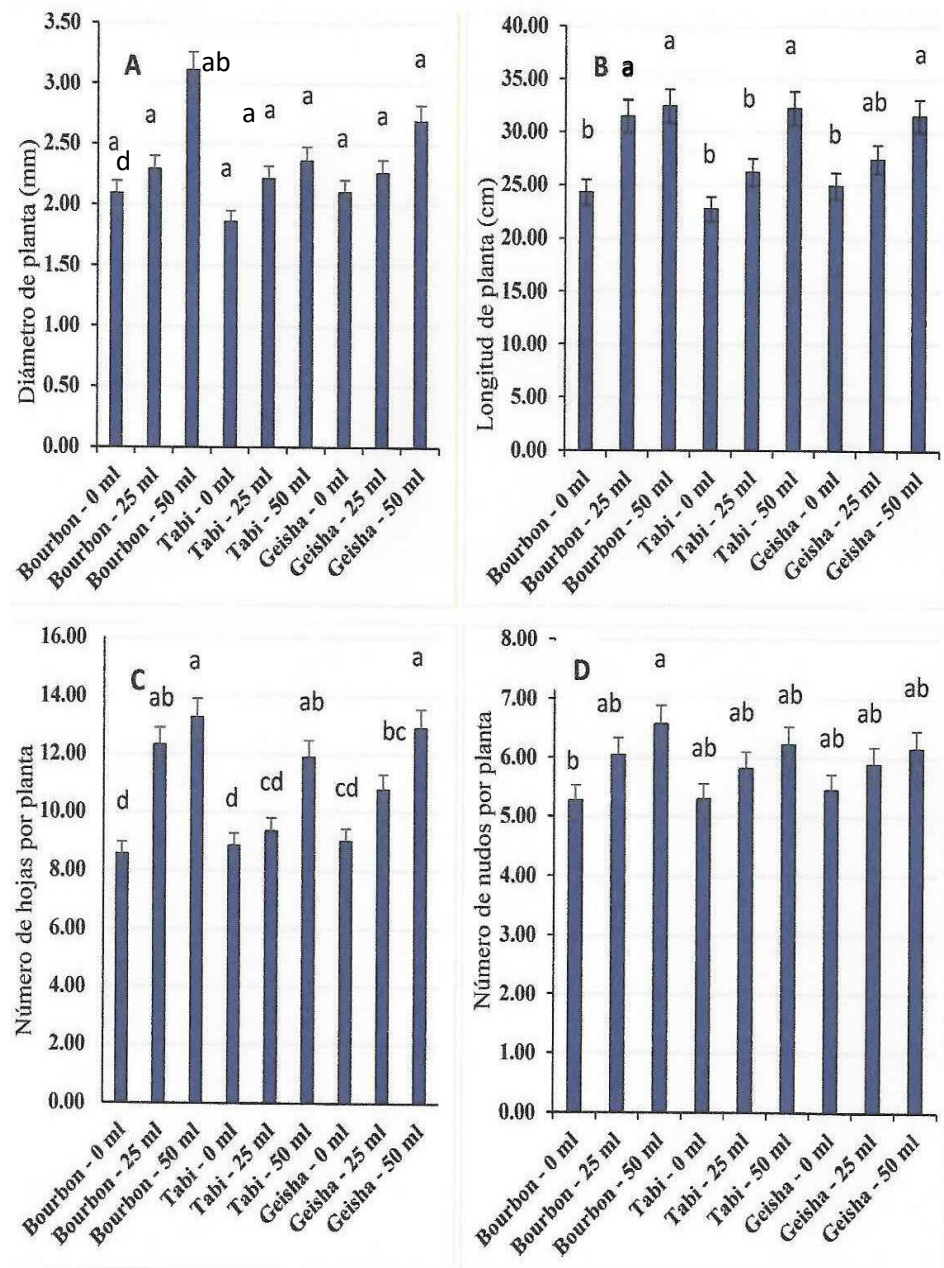 Diámetro de planta (mm)
3.50
3.00
2.50
2.00
1.50
1.00
0.50
0.00
A
a
d
a
ab
a
a
a
a
a
a
a
Bourbon - 0 ml
Bourbon - 25 ml
Bourbon - 50 ml
Tabi - 0 ml
Tabi - 25 ml
Tabi - 50 ml
Geisha - 0 ml
Geisha - 25 ml
Geisha - 50 ml
Longitud de planta (cm)
40.00
35.00
30.00
25.00
20.00
15.00
10.00
5.00
0.00
B
b
a
a
b
b
a
b
ab
a
Bourbon - 0 ml
Bourbon - 25 ml
Bourbon - 50 ml
Tabi - 0 ml
Tabi - 25 ml
Tabi - 50 ml
Geisha - 0 ml
Geisha - 25 ml
Geisha - 50 ml
Número de hojas por planta
16.00
14.00
12.00
10.00
8.00
6.00
4.00
2.00
0.00
C
d
ab
a
d
cd
ab
cd
bc
a
Bourbon - 0 ml
Bourbon - 25 ml
Bourbon - 50 ml
Tabi - 0 ml
Tabi - 25 ml
Tabi - 50 ml
Geisha - 0 ml
Geisha - 25 ml
Geisha - 50 ml
Número de nudos por planta
8.00
7.00
6.00
5.00
4.00
3.00
2.00
1.00
0.00
D
b
ab
a
ab
ab
ab
ab
ab
ab
Bourbon - 0 ml
Bourbon - 25 ml
Bourbon - 50 ml
Tabi - 0 ml
Tabi - 25 ml
Tabi - 50 ml
Geisha - 0 ml
Geisha - 25 ml
Geisha - 50 ml